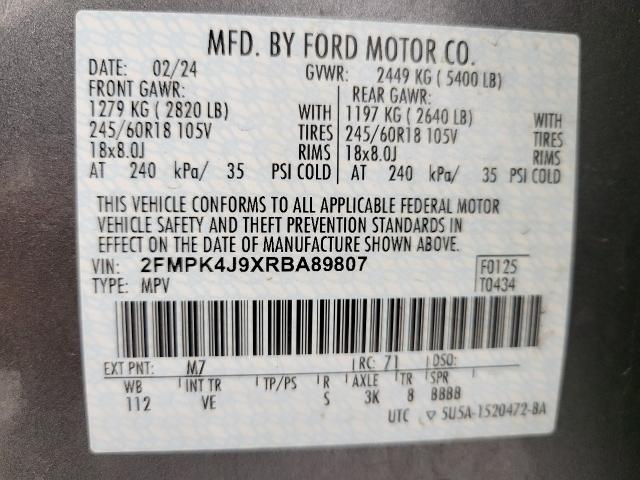 MFD. BY FORD MOTOR CO.
DATE: 02/24 GVWR: 2449 KG ( 5400 LB)
FRONT GAWR: REAR GAWR:
1279 KG ( 2820 LB) WITH 1197 KG ( 2640 LB) WITH
245/60R18 105V TIRES 245/60R18 105V TIRES
18x8.0J RIMS 18x8.0J RIMS
AT 240 kPa/ 35 PSI COLD AT 240 kPa/ 35 PSI COLD
THIS VEHICLE CONFORMS TO ALL APPLICABLE FEDERAL MOTOR
VEHICLE SAFETY AND THEFT PREVENTION STANDARDS IN
EFFECT ON THE DATE OF MANUFACTURE SHOWN ABOVE.
VIN: 2FMPK4J9XRBA89807 F0125
TYPE: MPV T0434
EXT PNT: M7 RC: 71 DSO:
WB INT TR TP/PS R AXLE TR SPR
112 VE S 3K 8 BBBB
UTC ▽ 5U5A-1520472-BA